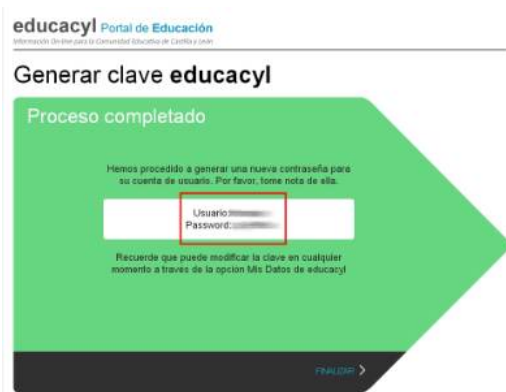 educacyl Portal de Educación
Información On-line para la Comunidad Educativa de Castilla y León
Generar clave educacyl
Proceso completado
Hemos procedido a generar una nueva contraseña para
su cuenta de usuario. Por favor, tome nota de ella.
Usuario:
Password:
Recuerde que puede modificar la clave en cualquier
momento a traves de la opción Mis Datos de educacyl
FINALIZAR